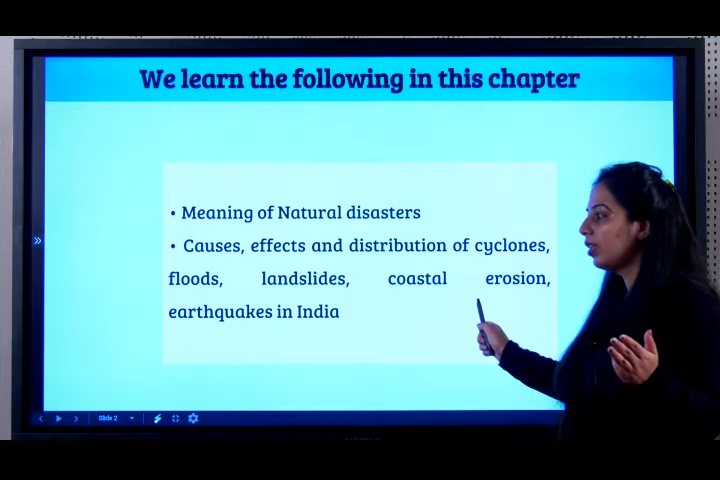 We learn the following in this chapter
• Meaning of Natural disasters
• Causes, effects and distribution of cyclones,
floods, landslides, coastal erosion,
earthquakes in India
Slide 2